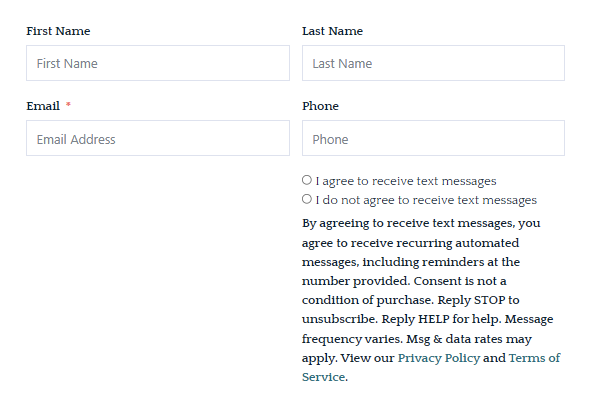 First Name
Last Name
First Name
Last Name
Email *
Phone
Email Address
Phone
I agree to receive text messages
I do not agree to receive text messages
By agreeing to receive text messages, you
agree to receive recurring automated
messages, including reminders at the
number provided. Consent is not a
condition of purchase. Reply STOP to
unsubscribe. Reply HELP for help. Message
frequency varies. Msg & data rates may
apply. View our Privacy Policy and Terms of
Service.